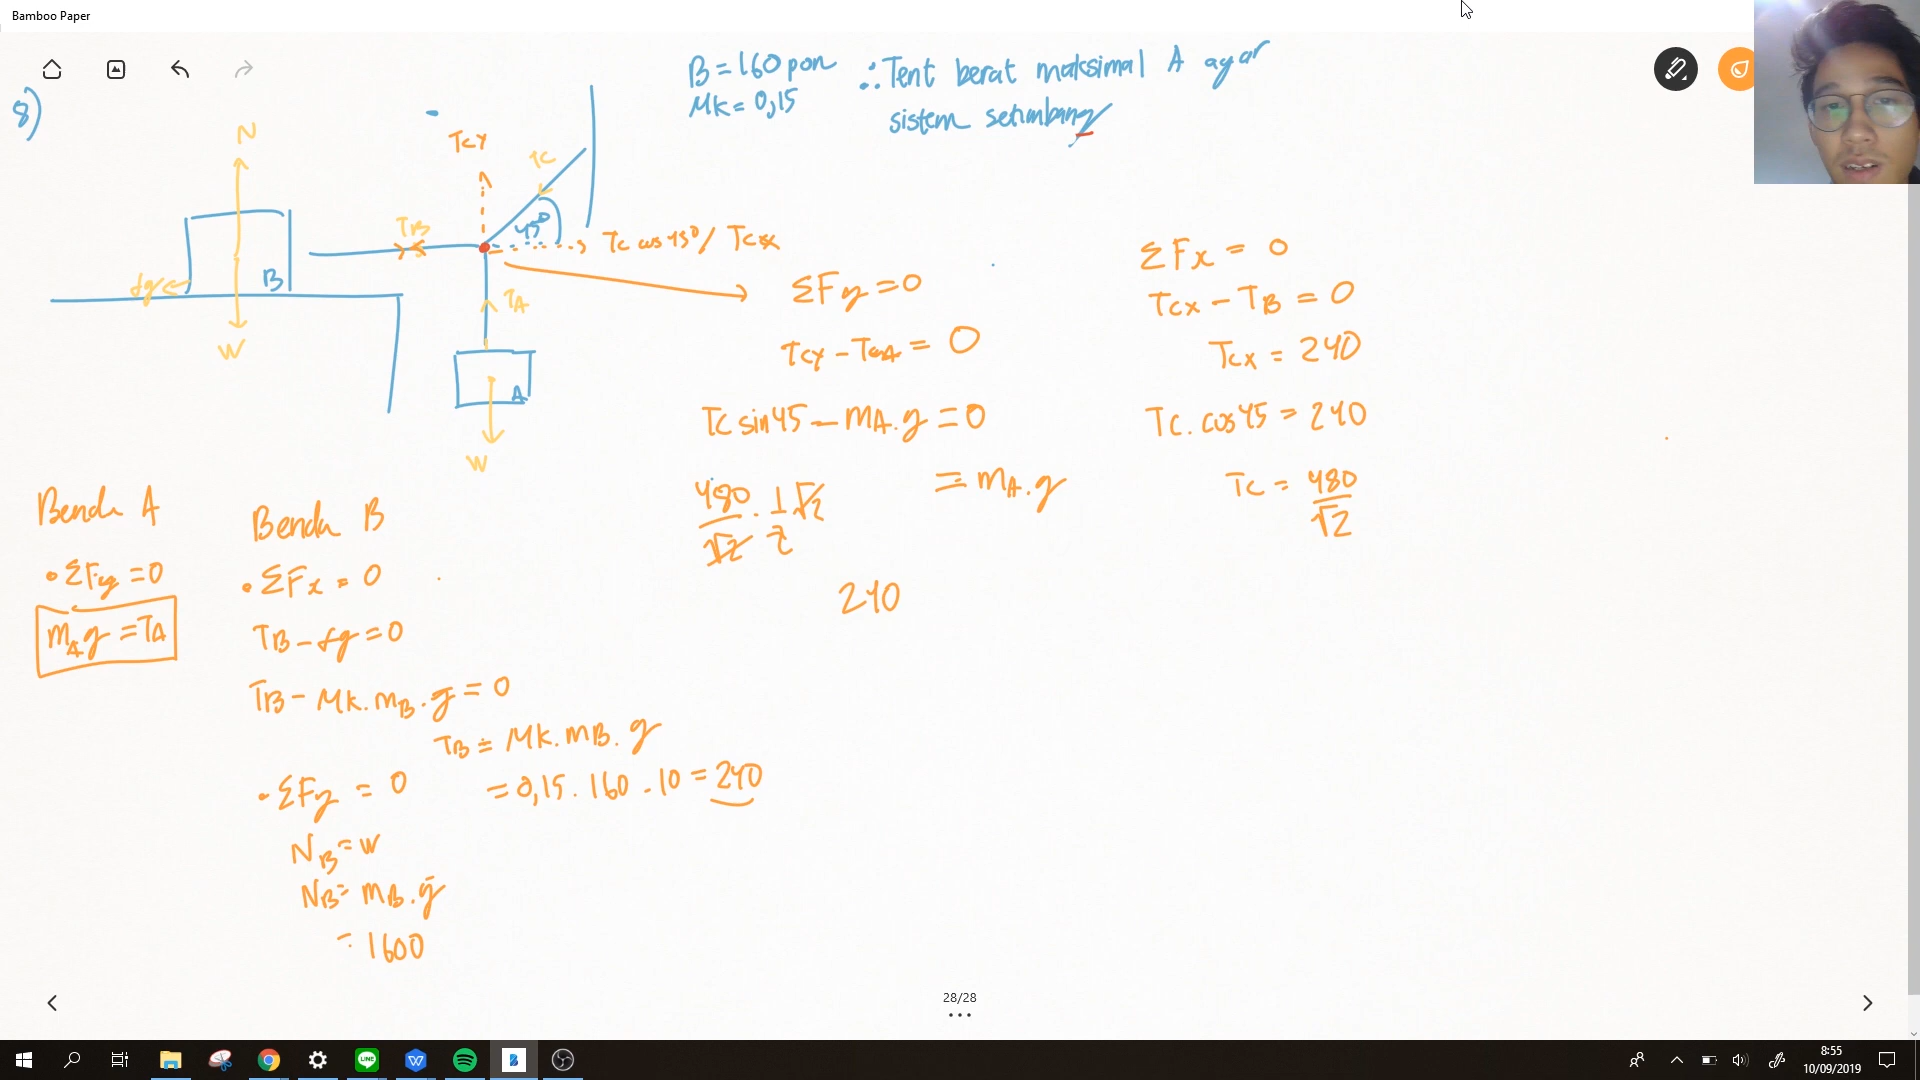 Bamboo Paper
8)
B = 160 pon
μk = 0,15
∴ Tent berat maksimal A agar
sistem setimbang
N
TCY
TC
TB
45°
TC cos 45° / TCX
fg
B
W
TA
A
W
ΣFy = 0
TCY - TA = 0
TC sin 45 - mA.g = 0
480/√2 . 1/2 √2 = mA.g
240
ΣFx = 0
TCX - TB = 0
TCX = 240
TC. cos 45 = 240
TC = 480/√2
Benda A
• ΣFy = 0
mA g = TA
Benda B
• ΣFx = 0
TB - fg = 0
TB - μk. mB. g = 0
TB = μk. mB. g
= 0,15. 160 . 10 = 240
• ΣFy = 0
NB = W
NB = mB. g
= 1600
28/28
8:55
10/09/2019